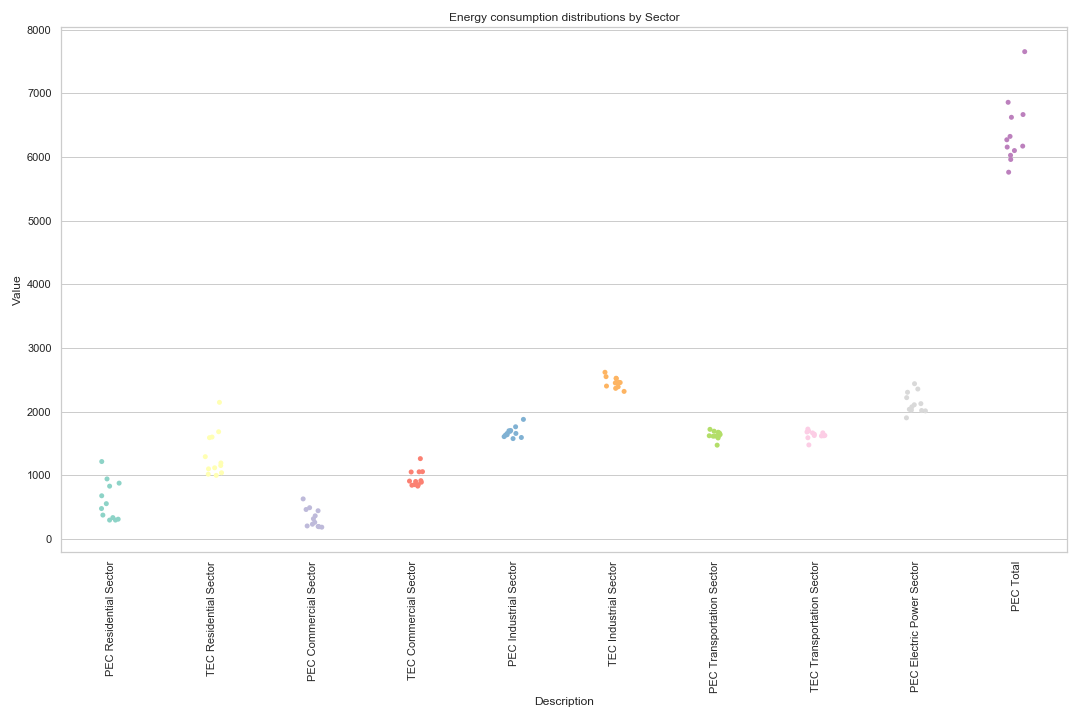 Energy consumption distributions by Sector
8000
7000
6000
5000
4000
3000
2000
1000
0
Value
PEC Residential Sector
TEC Residential Sector
PEC Commercial Sector
TEC Commercial Sector
PEC Industrial Sector
TEC Industrial Sector
PEC Transportation Sector
TEC Transportation Sector
PEC Electric Power Sector
PEC Total
Description